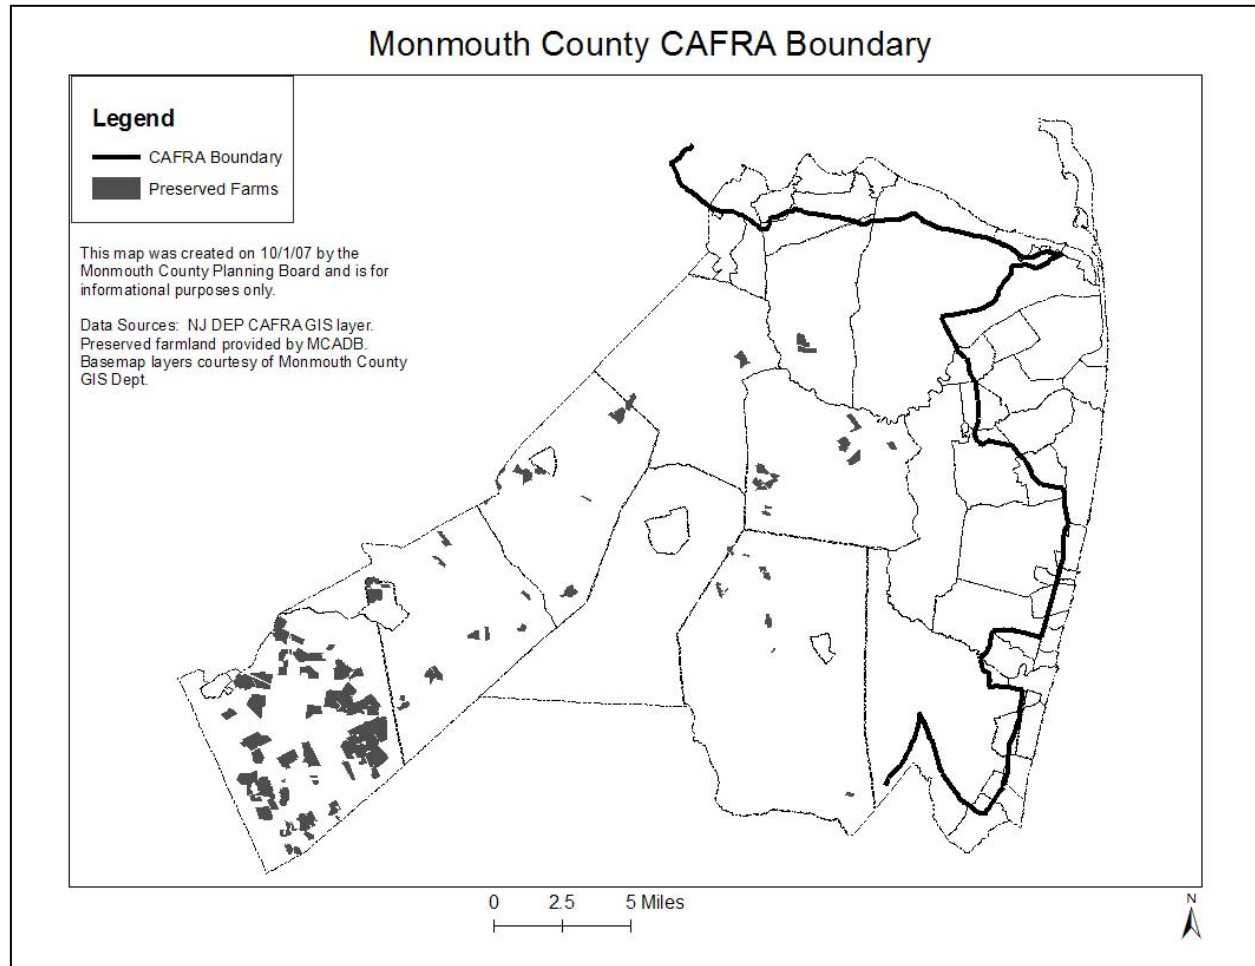 Monmouth County CAFRA Boundary
Legend
CAFRA Boundary
Preserved Farms
This map was created on 10/1/07 by the
Monmouth County Planning Board and is for
informational purposes only.
Data Sources: NJ DEP CAFRA GIS layer.
Preserved farmland provided by MCADB.
Basemap layers courtesy of Monmouth County
GIS Dept.
0 2.5 5 Miles
N